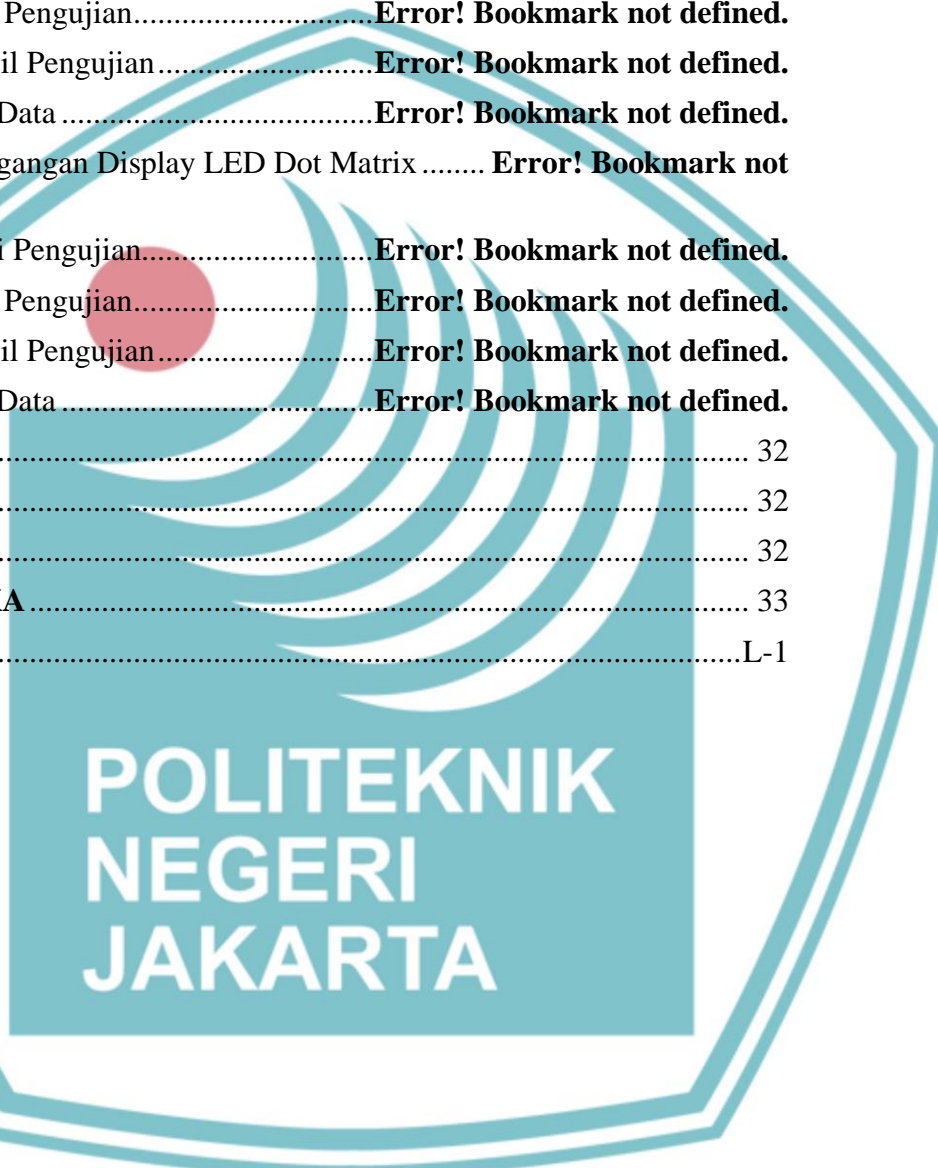 Pengujian..............................Error! Bookmark not defined.
il Pengujian...........................Error! Bookmark not defined.
Data ........................................Error! Bookmark not defined.
gangan Display LED Dot Matrix ........ Error! Bookmark not
i Pengujian..............................Error! Bookmark not defined.
Pengujian..............................Error! Bookmark not defined.
il Pengujian...........................Error! Bookmark not defined.
Data ........................................Error! Bookmark not defined.
................................................................................................ 32
................................................................................................ 32
................................................................................................ 32
KA ............................................................................................ 33
................................................................................................L-1
POLITEKNIK
NEGERI
JAKARTA